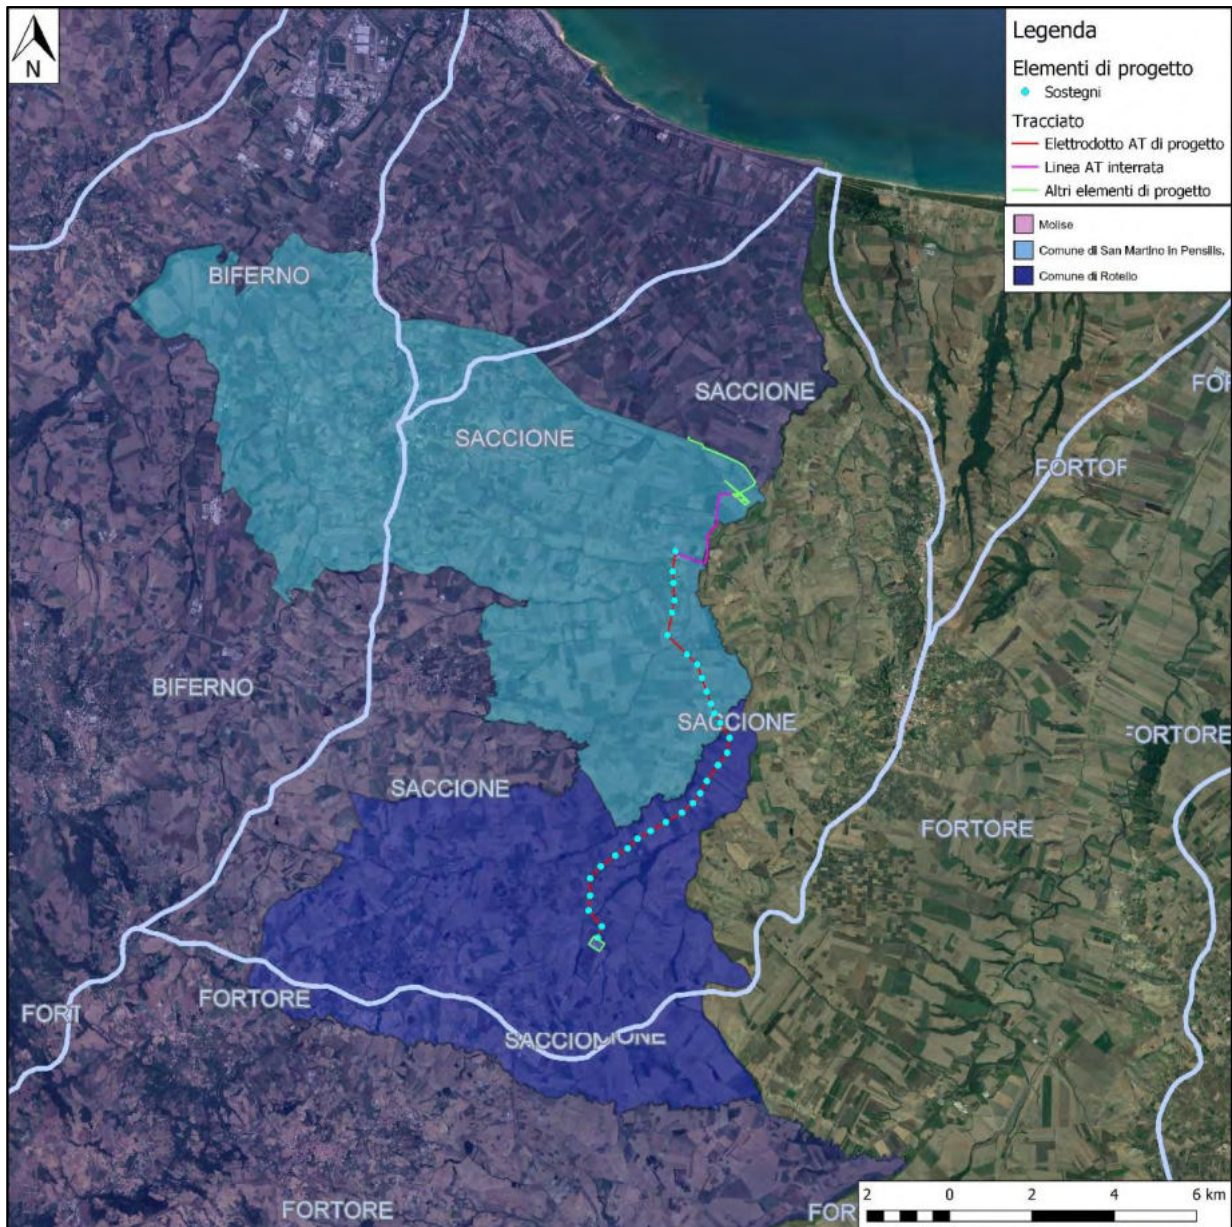 N
Legenda
Elementi di progetto
Sostegni
Tracciato
Elettrodotto AT di progetto
Linea AT interrata
Altri elementi di progetto
Molise
Comune di San Martino in Pensilis.
Comune di Rotello
BIFERNO
SACCIONE
FOR
SACCIONE
FORTOF
BIFERNO
SACCIONE
FORTORE
SACCIONE
FORTORE
FORTORE
FORT
SACCIONE
FORTORE
FOR
2 0 2 4 6 km